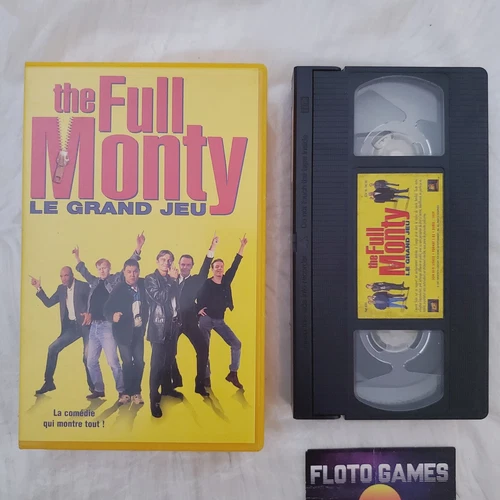 the Full
Monty
LE GRAND JEU
La comédie
qui montre tout !
the Full
Monty
LE GRAND JEU
FLOTO GAMES